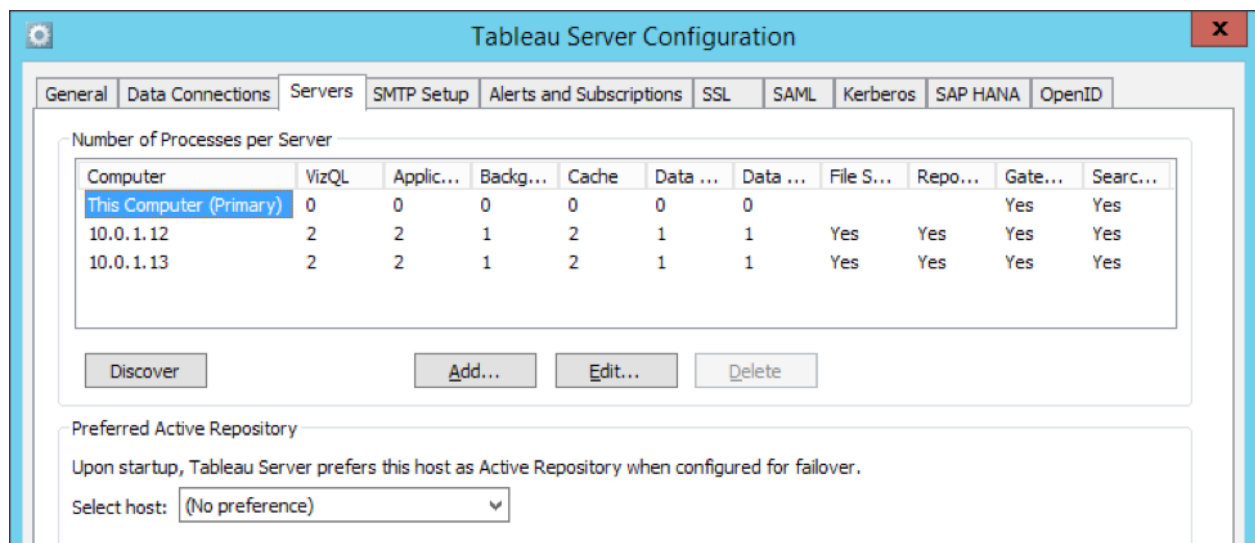 Tableau Server Configuration
x
General Data Connections Servers SMTP Setup Alerts and Subscriptions SSL SAML Kerberos SAP HANA OpenID
Number of Processes per Server
Computer VizQL Applic... Backg... Cache Data ... Data ... File S... Repo... Gate... Searc...
This Computer (Primary) 0 0 0 0 0 0 Yes Yes
10.0.1.12 2 2 1 2 1 1 Yes Yes Yes Yes
10.0.1.13 2 2 1 2 1 1 Yes Yes Yes Yes
Discover Add... Edit... Delete
Preferred Active Repository
Upon startup, Tableau Server prefers this host as Active Repository when configured for failover.
Select host: (No preference)